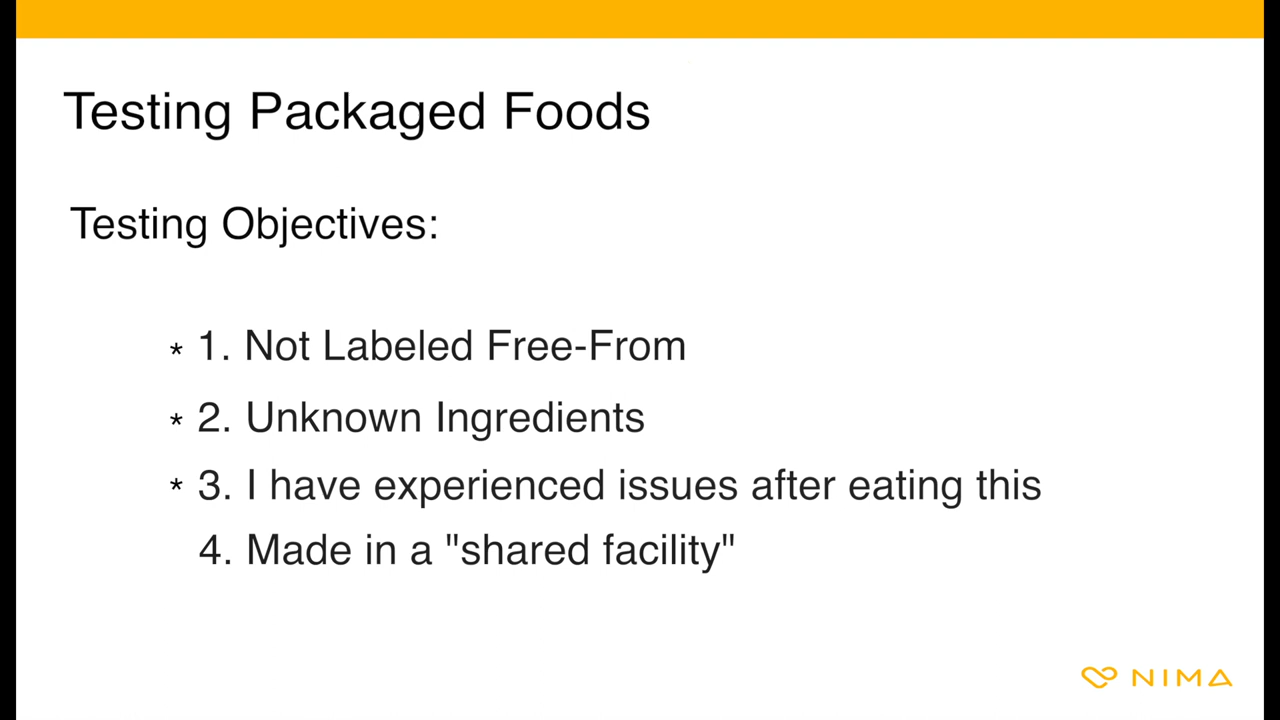 Testing Packaged Foods
Testing Objectives:
* 1. Not Labeled Free-From
* 2. Unknown Ingredients
* 3. I have experienced issues after eating this
4. Made in a "shared facility"
NIMA